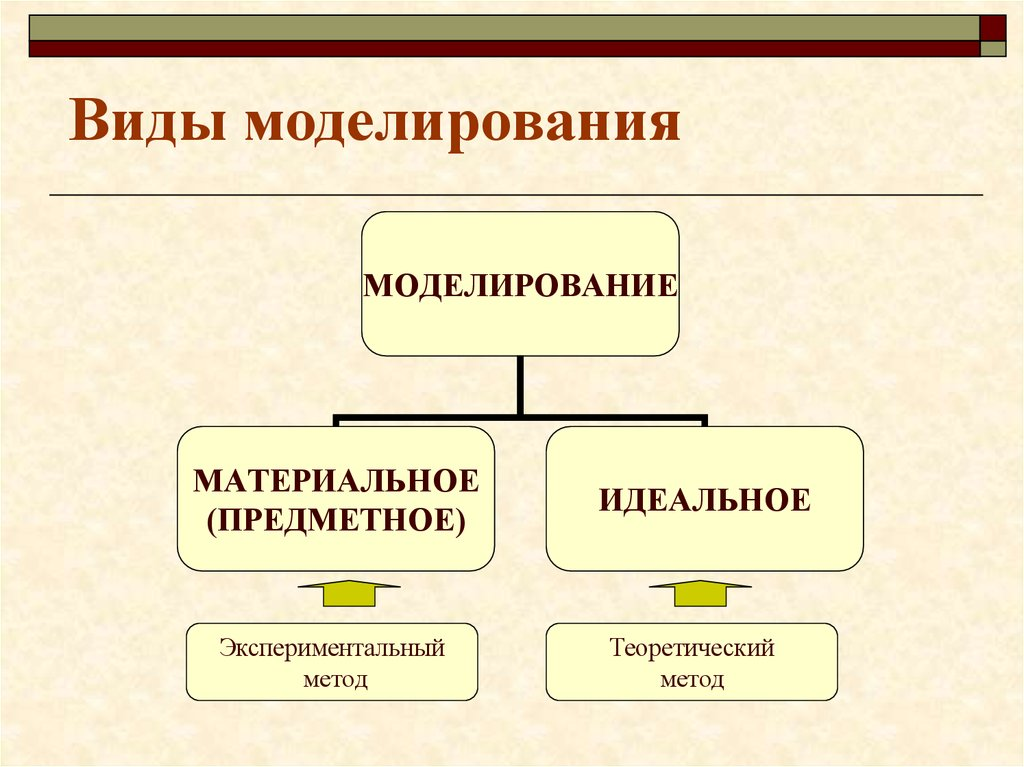 Виды моделирования
МОДЕЛИРОВАНИЕ
МАТЕРИАЛЬНОЕ
(ПРЕДМЕТНОЕ)
ИДЕАЛЬНОЕ
Экспериментальный
метод
Теоретический
метод